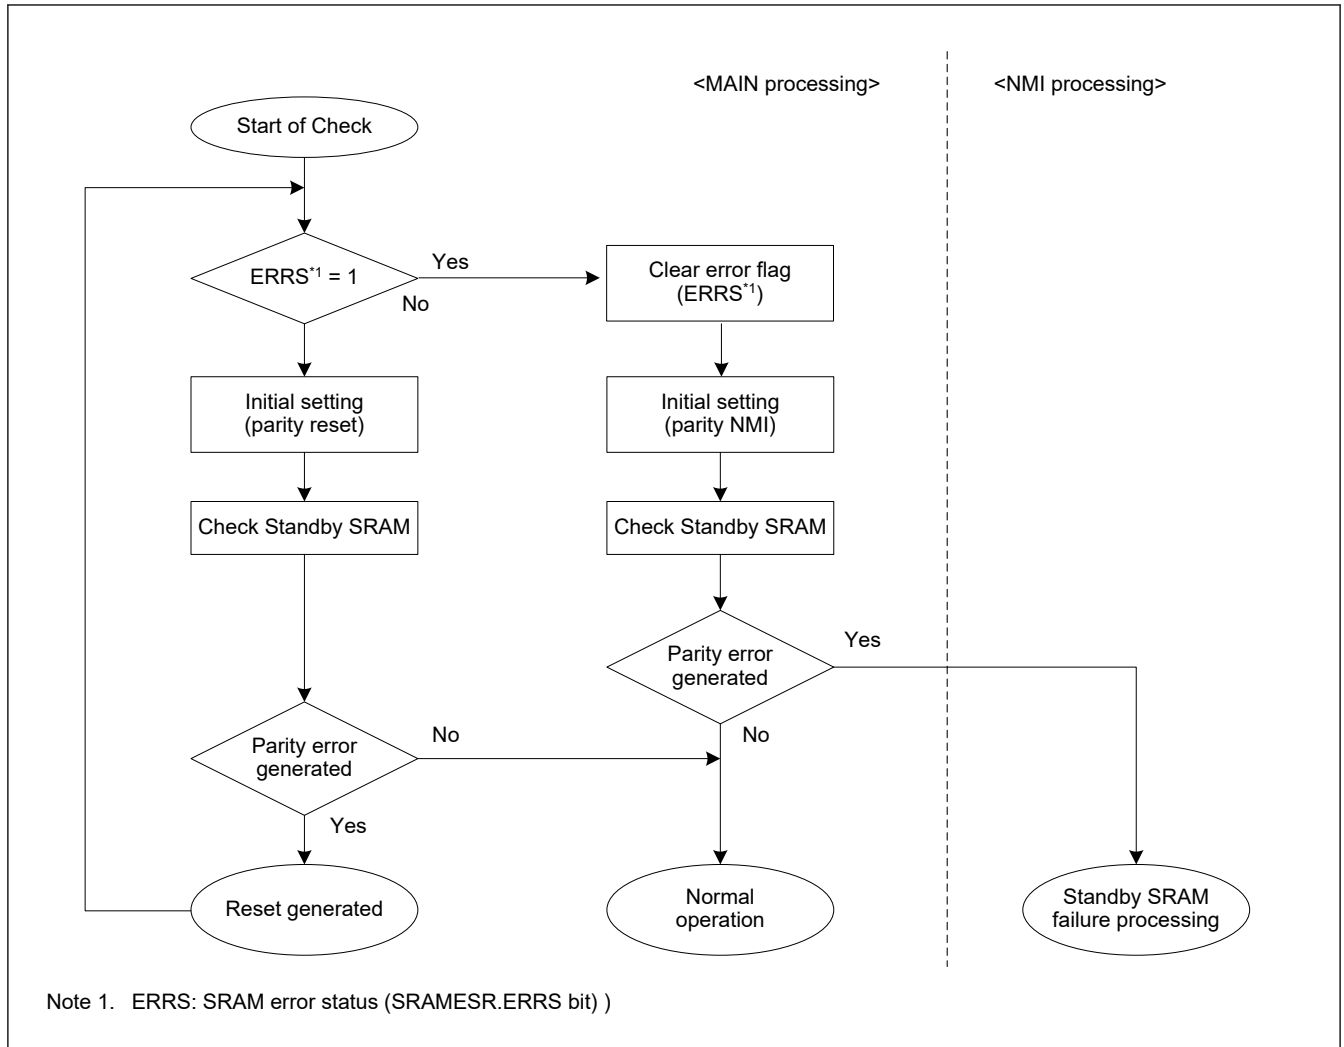 <MAIN processing>
<NMI processing>
Start of Check
ERRS*1 = 1
Yes
No
Clear error flag
(ERRS*1)
Initial setting
(parity reset)
Initial setting
(parity NMI)
Check Standby SRAM
Check Standby SRAM
Parity error
generated
Yes
No
Parity error
generated
No
Yes
Reset generated
Normal
operation
Standby SRAM
failure processing
Note 1. ERRS: SRAM error status (SRAMESR.ERRS bit) )